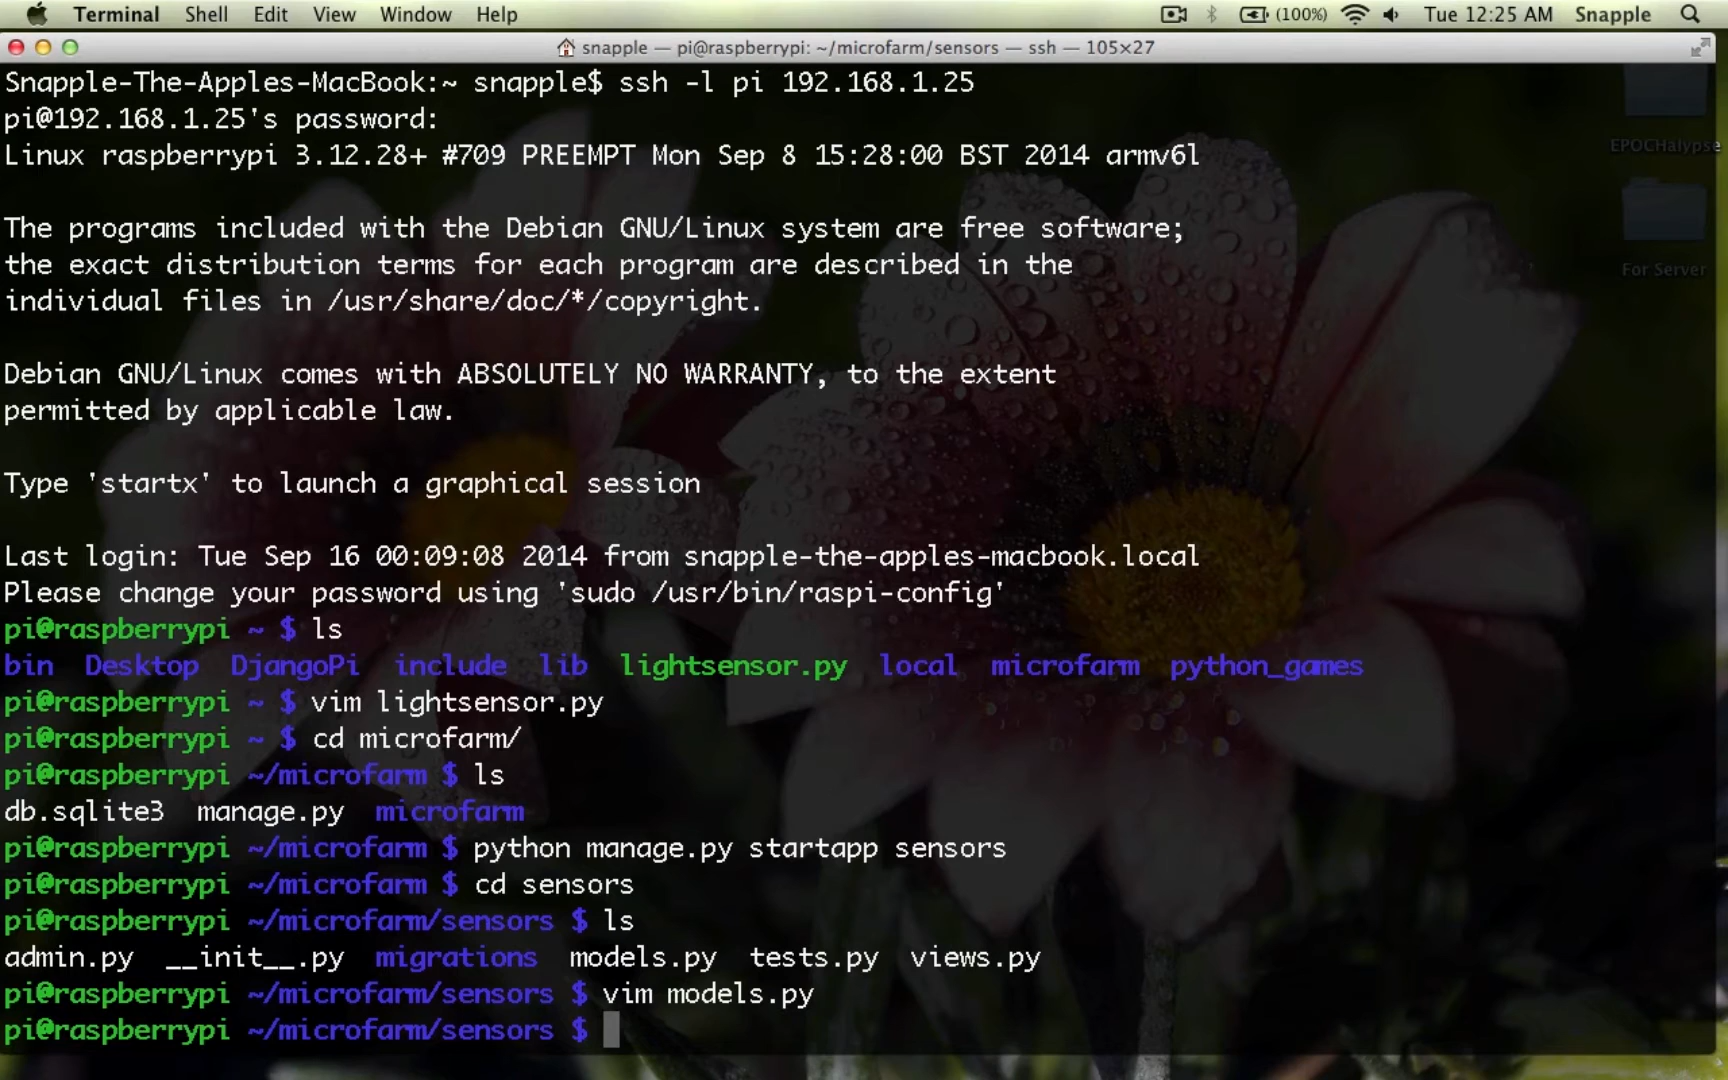 Terminal Shell Edit View Window Help (100%) Tue 12:25 AM Snapple
snapple — pi@raspberrypi: ~/microfarm/sensors — ssh — 105×27
Snapple-The-Apples-MacBook:~ snapple$ ssh -l pi 192.168.1.25
pi@192.168.1.25's password:
Linux raspberrypi 3.12.28+ #709 PREEMPT Mon Sep 8 15:28:00 BST 2014 armv6l
The programs included with the Debian GNU/Linux system are free software;
the exact distribution terms for each program are described in the
individual files in /usr/share/doc/*/copyright.
Debian GNU/Linux comes with ABSOLUTELY NO WARRANTY, to the extent
permitted by applicable law.
Type 'startx' to launch a graphical session
Last login: Tue Sep 16 00:09:08 2014 from snapple-the-apples-macbook.local
Please change your password using 'sudo /usr/bin/raspi-config'
pi@raspberrypi ~ $ ls
bin Desktop DjangoPi include lib lightsensor.py local microfarm python_games
pi@raspberrypi ~ $ vim lightsensor.py
pi@raspberrypi ~ $ cd microfarm/
pi@raspberrypi ~/microfarm $ ls
db.sqlite3 manage.py microfarm
pi@raspberrypi ~/microfarm $ python manage.py startapp sensors
pi@raspberrypi ~/microfarm $ cd sensors
pi@raspberrypi ~/microfarm/sensors $ ls
admin.py __init__.py migrations models.py tests.py views.py
pi@raspberrypi ~/microfarm/sensors $ vim models.py
pi@raspberrypi ~/microfarm/sensors $
EPOCHalypse
For Server